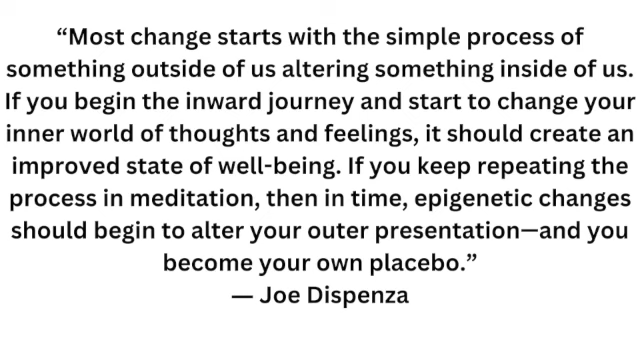 “Most change starts with the simple process of
something outside of us altering something inside of us.
If you begin the inward journey and start to change your
inner world of thoughts and feelings, it should create an
improved state of well-being. If you keep repeating the
process in meditation, then in time, epigenetic changes
should begin to alter your outer presentation—and you
become your own placebo.”
— Joe Dispenza